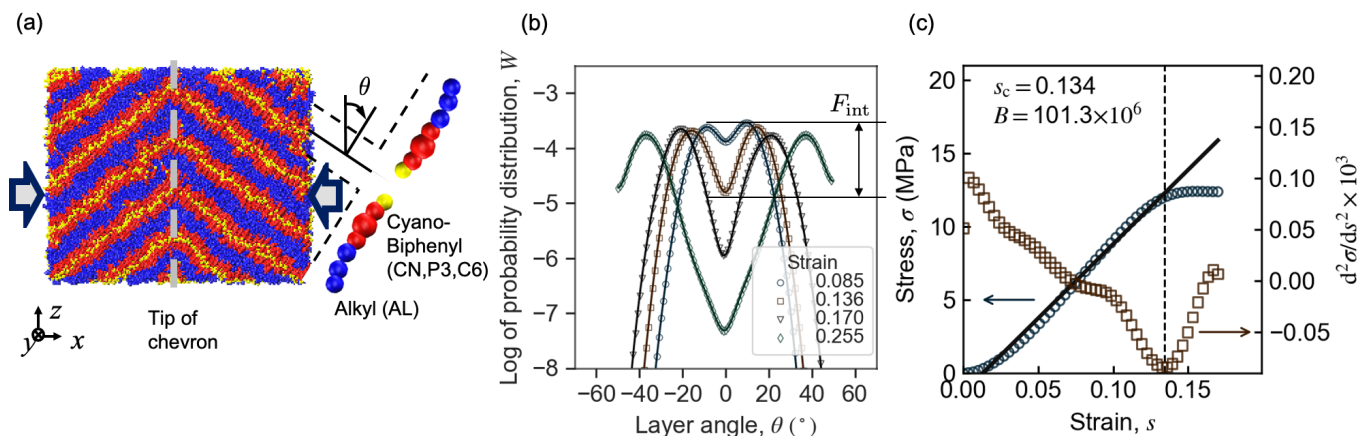 (a)
θ
Cyano-
Biphenyl
(CN,P3,C6)
Alkyl (AL)
Tip of
chevron
z
y
x
(b)
Log of probability distribution, W
−3
−4
−5
−6
−7
−8
F_int
Strain
0.085
0.136
0.170
0.255
−60 −40 −20 0 20 40 60
Layer angle, θ (°)
(c)
Stress, σ (MPa)
20
15
10
5
0
s_c = 0.134
B = 101.3×10⁶
0.20
0.15
0.10
0.05
0.00
−0.05
d²σ/ds² × 10³
0.00 0.05 0.10 0.15
Strain, s